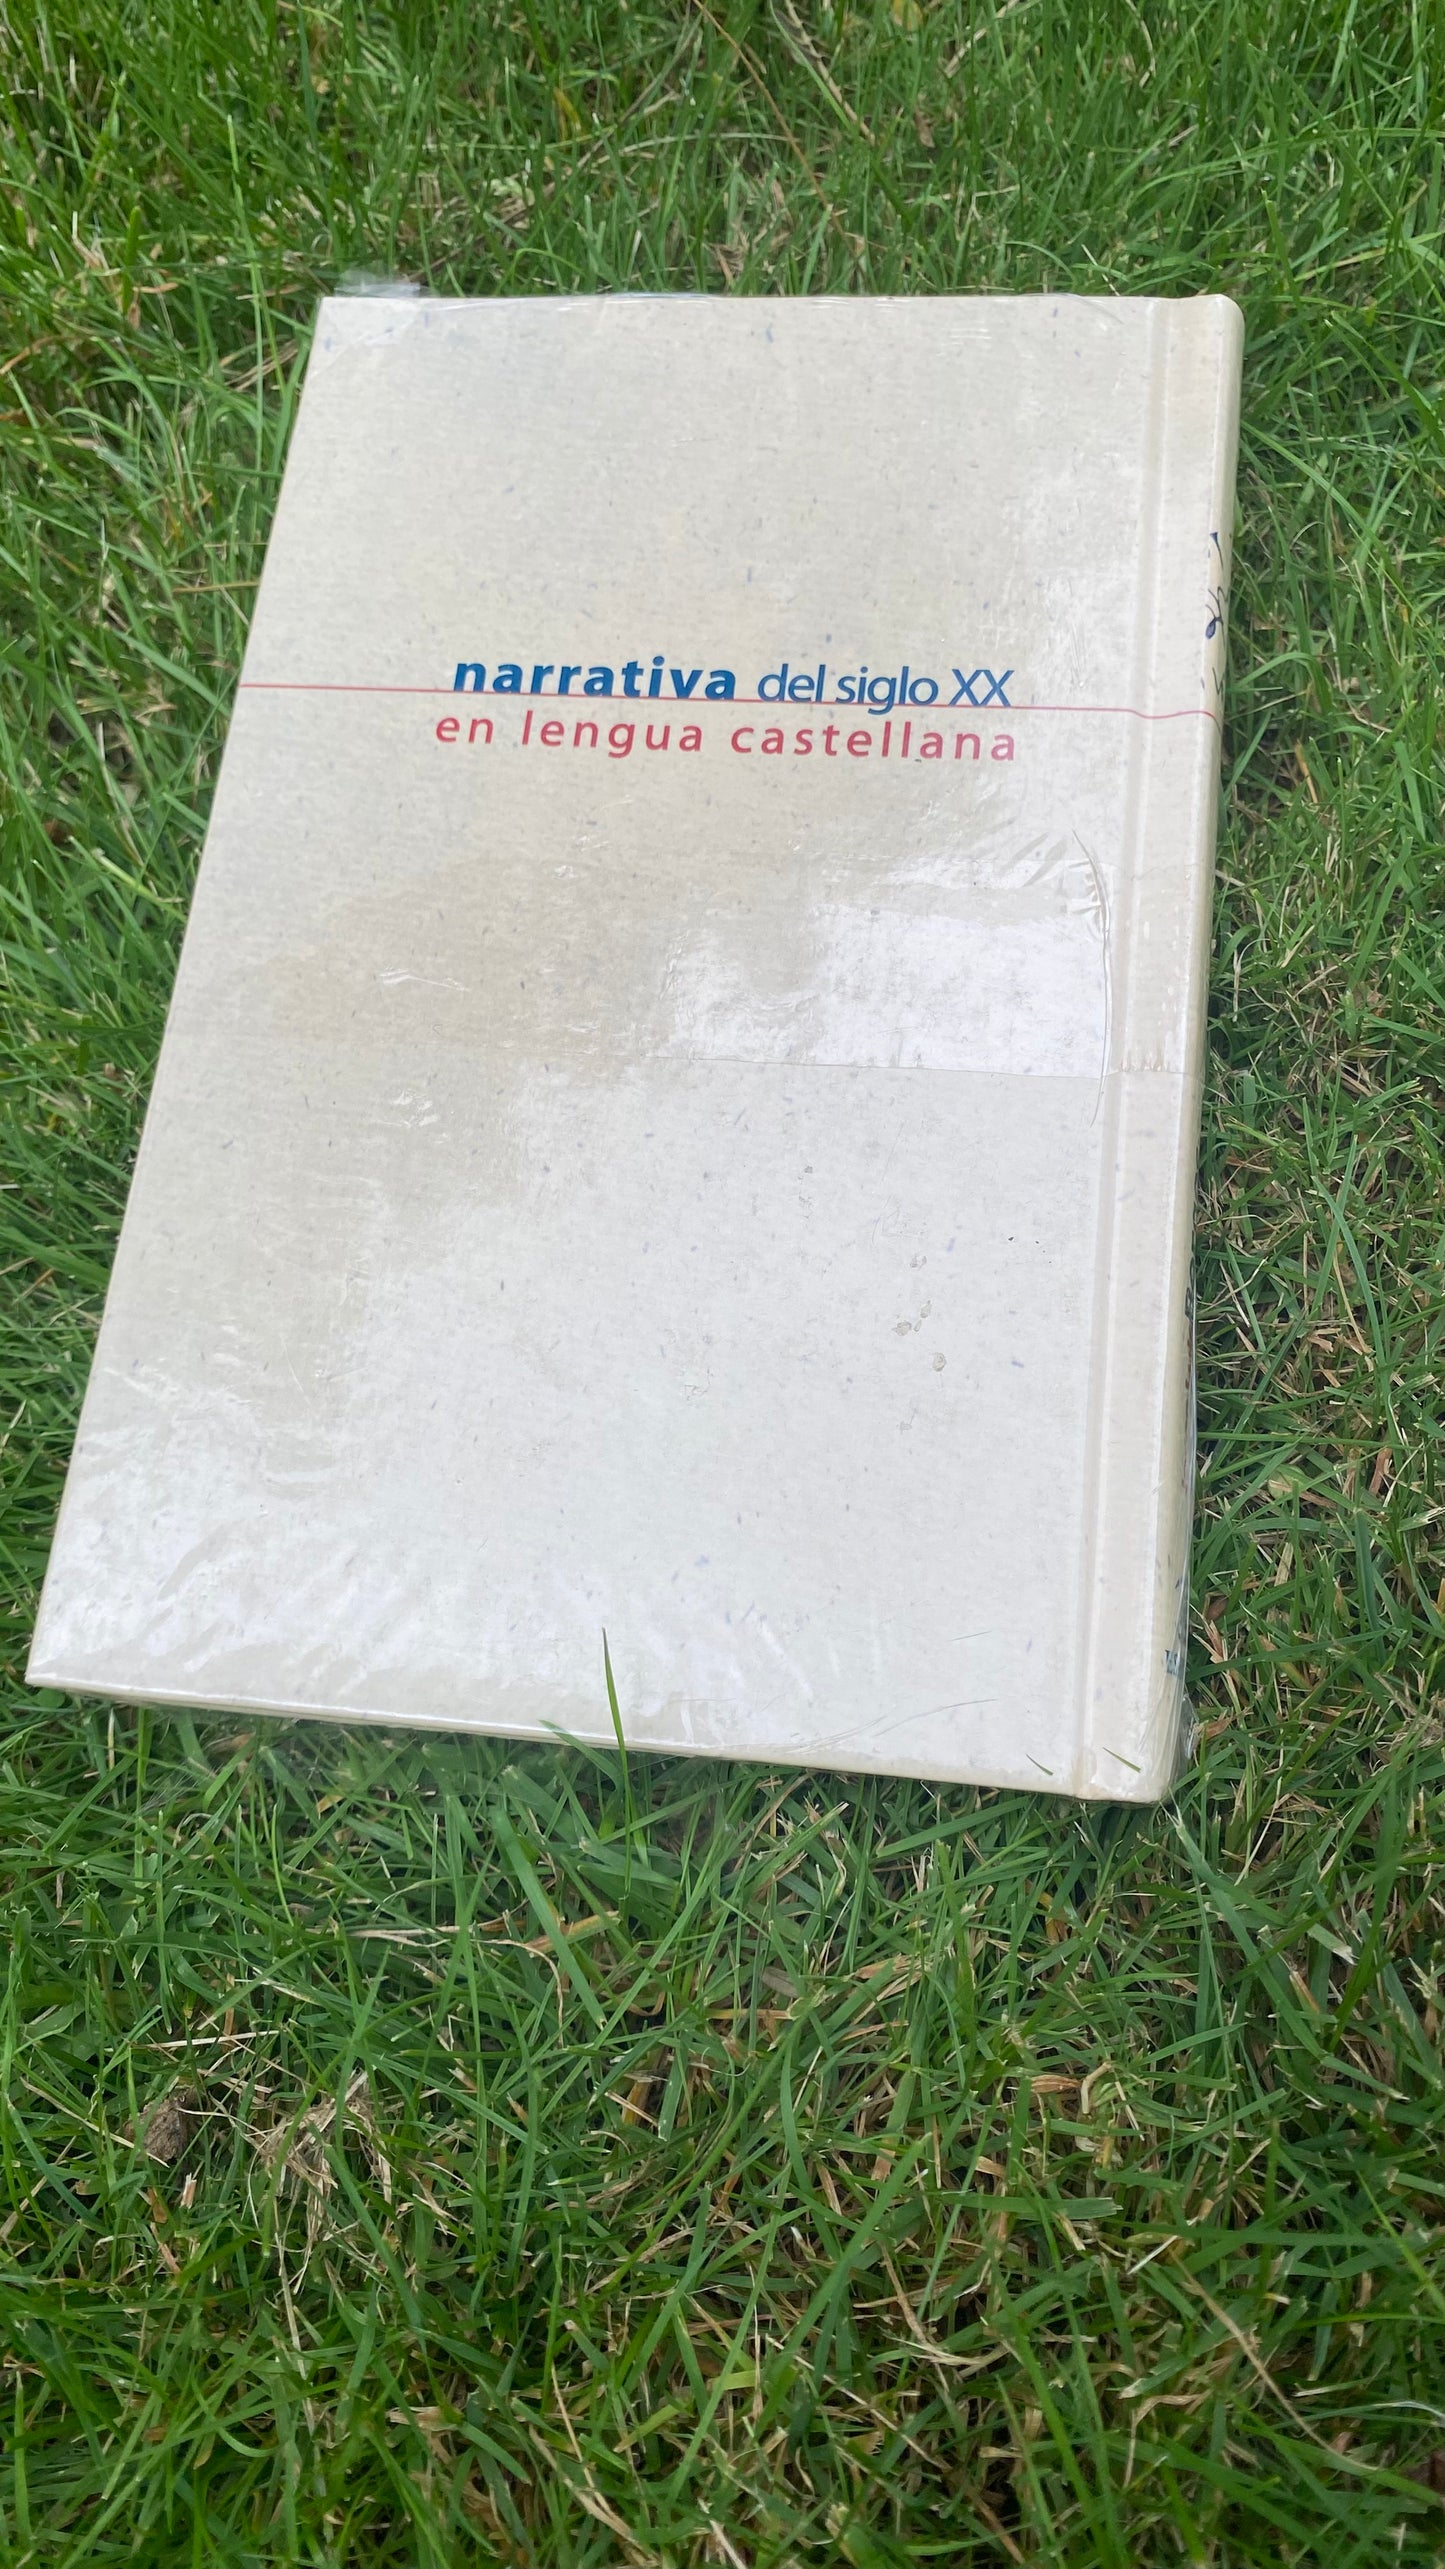 narrativa del siglo XX
en lengua castellana